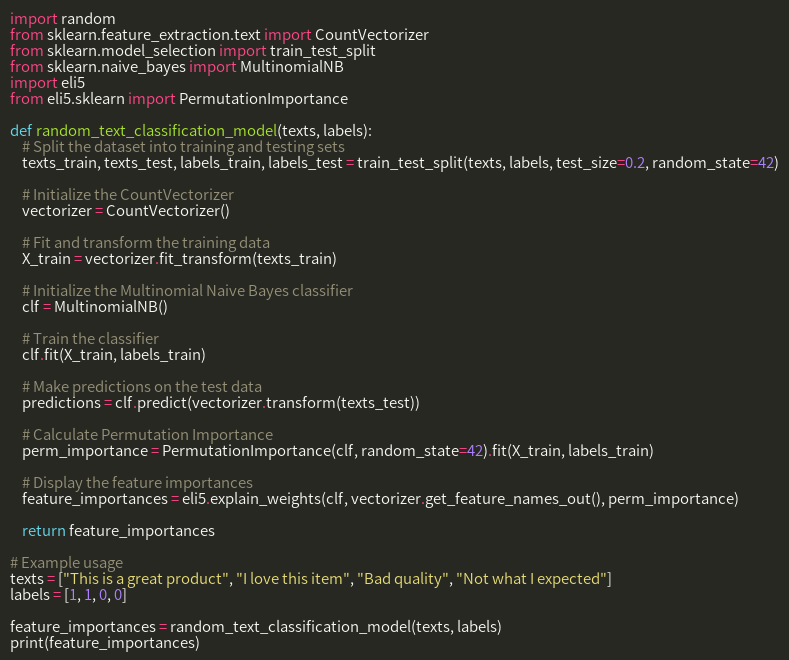 import random
from sklearn.feature_extraction.text import CountVectorizer
from sklearn.model_selection import train_test_split
from sklearn.naive_bayes import MultinomialNB
import eli5
from eli5.sklearn import PermutationImportance

def random_text_classification_model(texts, labels):
    # Split the dataset into training and testing sets
    texts_train, texts_test, labels_train, labels_test = train_test_split(texts, labels, test_size=0.2, random_state=42)

    # Initialize the CountVectorizer
    vectorizer = CountVectorizer()

    # Fit and transform the training data
    X_train = vectorizer.fit_transform(texts_train)

    # Initialize the Multinomial Naive Bayes classifier
    clf = MultinomialNB()

    # Train the classifier
    clf.fit(X_train, labels_train)

    # Make predictions on the test data
    predictions = clf.predict(vectorizer.transform(texts_test))

    # Calculate Permutation Importance
    perm_importance = PermutationImportance(clf, random_state=42).fit(X_train, labels_train)

    # Display the feature importances
    feature_importances = eli5.explain_weights(clf, vectorizer.get_feature_names_out(), perm_importance)

    return feature_importances

# Example usage
texts = ["This is a great product", "I love this item", "Bad quality", "Not what I expected"]
labels = [1, 1, 0, 0]

feature_importances = random_text_classification_model(texts, labels)
print(feature_importances)